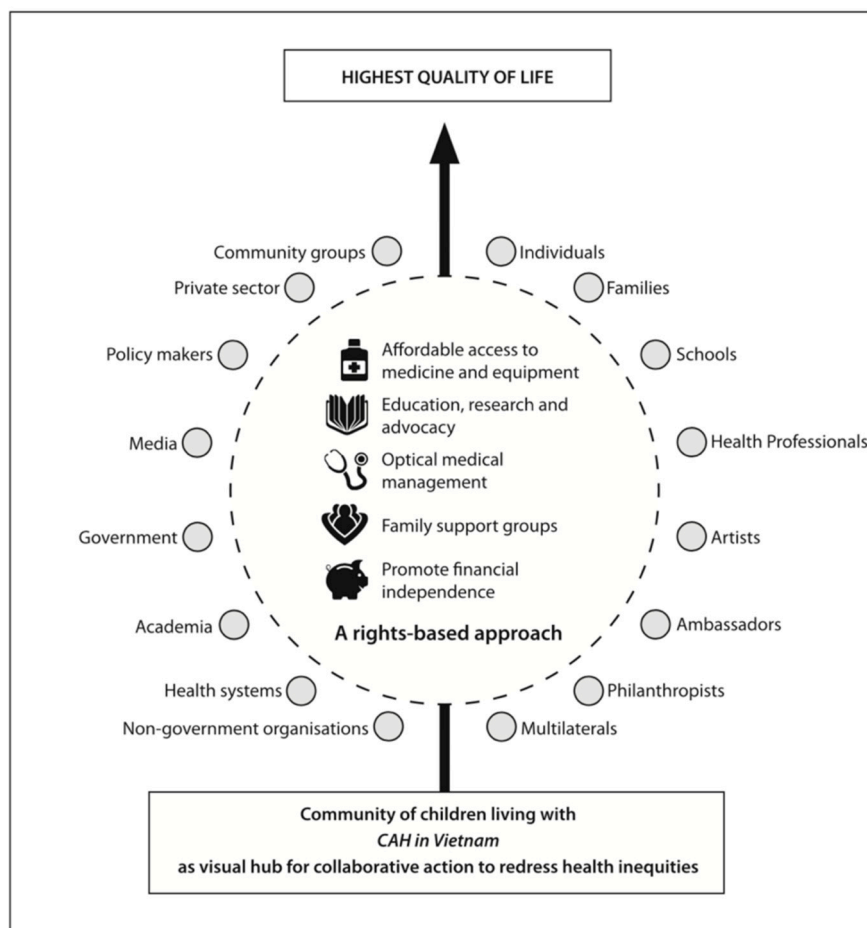 HIGHEST QUALITY OF LIFE
Community groups
Individuals
Private sector
Families
Policy makers
Schools
Media
Health Professionals
Government
Artists
Academia
Ambassadors
Health systems
Philanthropists
Non-government organisations
Multilaterals
Affordable access to
medicine and equipment
Education, research and
advocacy
Optical medical
management
Family support groups
Promote financial
independence
A rights-based approach
Community of children living with
CAH in Vietnam
as visual hub for collaborative action to redress health inequities